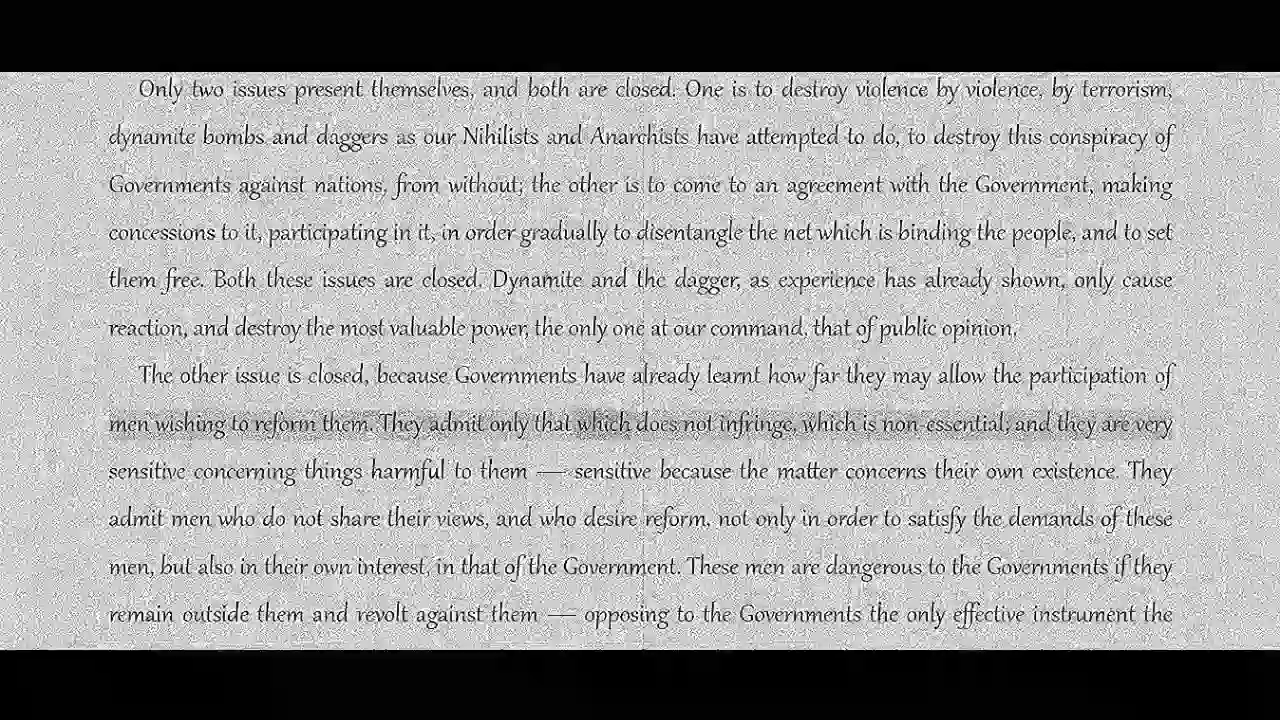 Only two issues present themselves, and both are closed. One is to destroy violence by violence, by terrorism,
dynamite bombs and daggers as our Nihilists and Anarchists have attempted to do, to destroy this conspiracy of
Governments against nations, from without; the other is to come to an agreement with the Government, making
concessions to it, participating in it, in order gradually to disentangle the net which is binding the people, and to set
them free. Both these issues are closed. Dynamite and the dagger, as experience has already shown, only cause
reaction, and destroy the most valuable power, the only one at our command, that of public opinion.
The other issue is closed, because Governments have already learnt how far they may allow the participation of
men wishing to reform them. They admit only that which does not infringe, which is non-essential, and they are very
sensitive concerning things harmful to them — sensitive because the matter concerns their own existence. They
admit men who do not share their views, and who desire reform, not only in order to satisfy the demands of these
men, but also in their own interest, in that of the Government. These men are dangerous to the Governments if they
remain outside them and revolt against them — opposing to the Governments the only effective instrument the